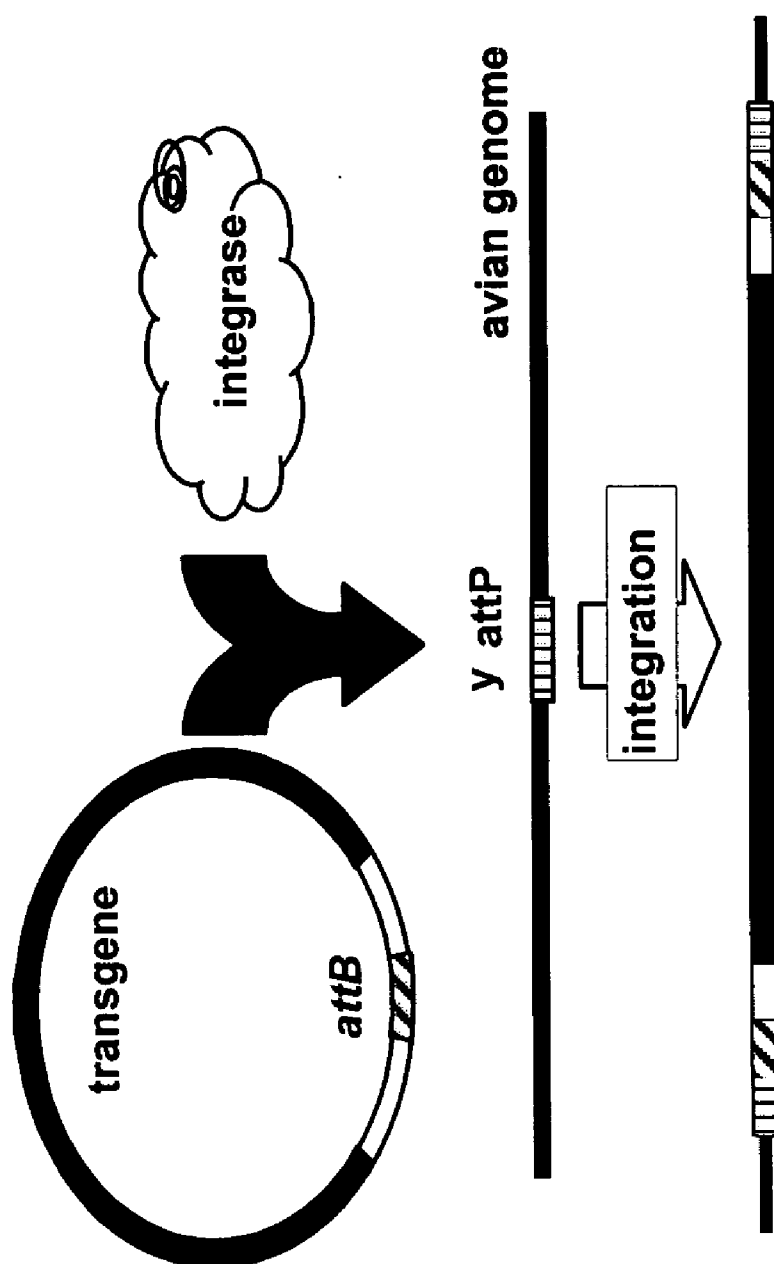 transgene
attB
integrase
y attP
avian genome
integration